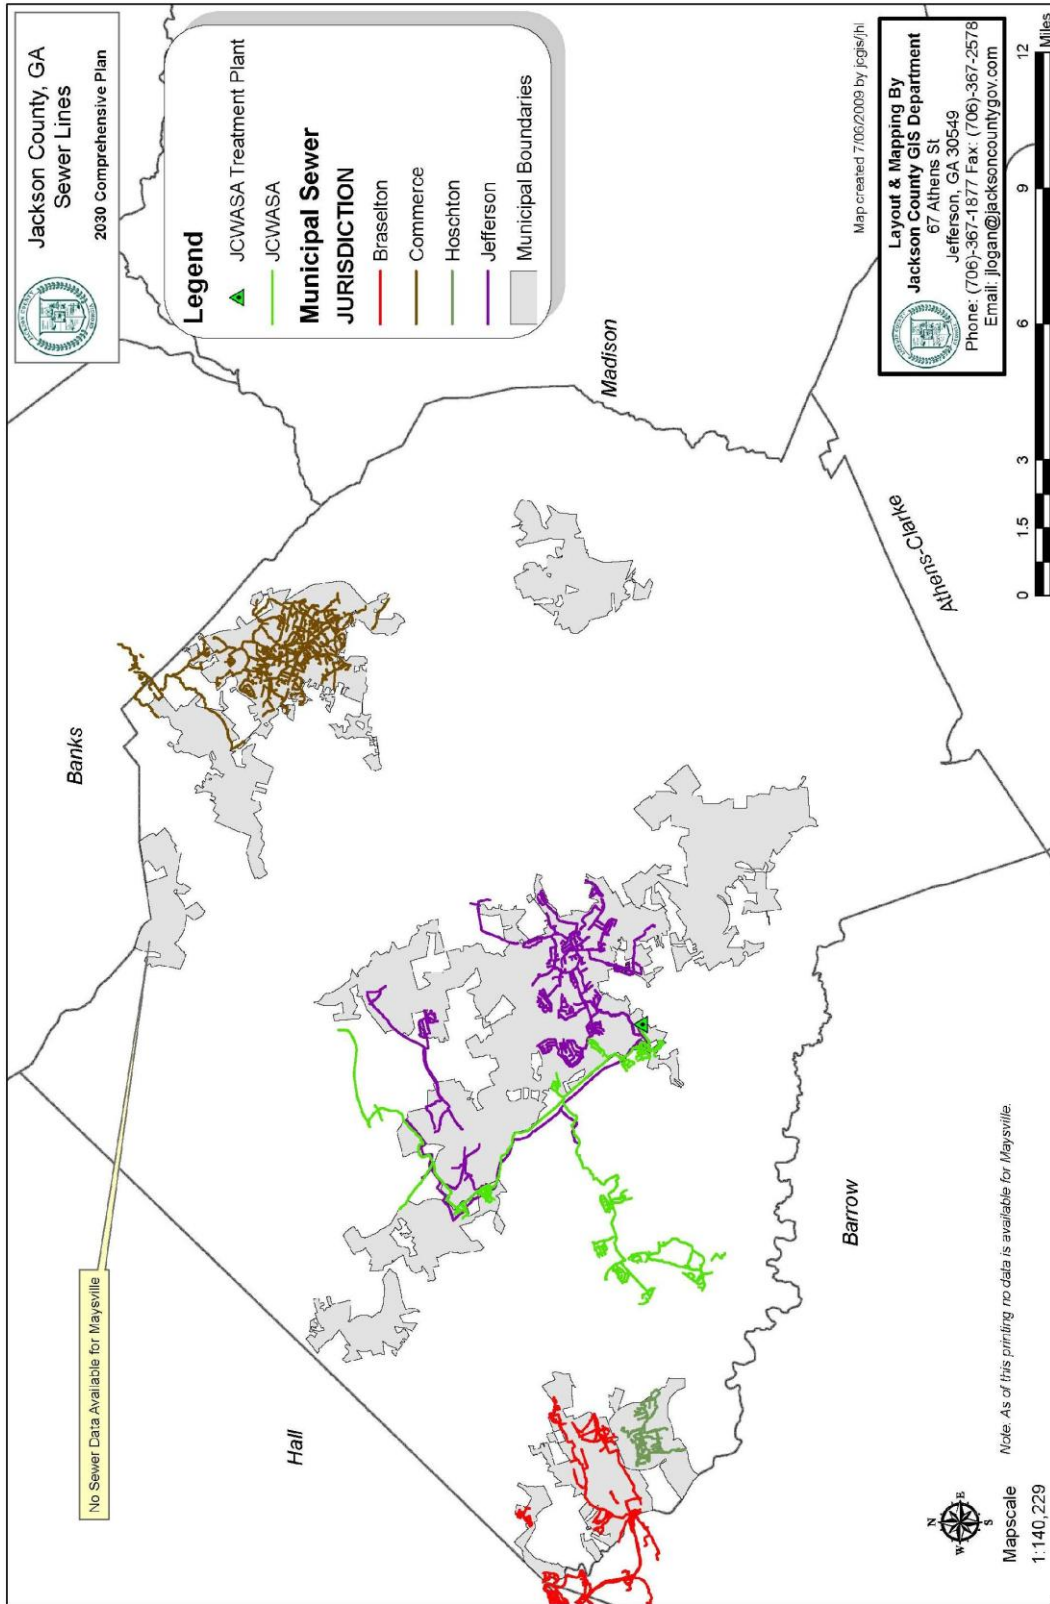 Jackson County, GA
Sewer Lines
2030 Comprehensive Plan
Legend
JCWASA Treatment Plant
JCWASA
Municipal Sewer
JURISDICTION
Braselton
Commerce
Hoschton
Jefferson
Municipal Boundaries
No Sewer Data Available for Maysville
Banks
Hall
Madison
Barrow
Athens-Clarke
Map created 7/06/2009 by jcgis/jhl
Layout & Mapping By
Jackson County GIS Department
67 Athens St
Jefferson, GA 30549
Phone: (706)-367-1877 Fax: (706)-367-2578
Email: jlogan@jacksoncountygov.com
N
W E
S
Mapscale
1:140,229
Note. As of this printing no data is available for Maysville.
0 1.5 3 6 9 12
Miles